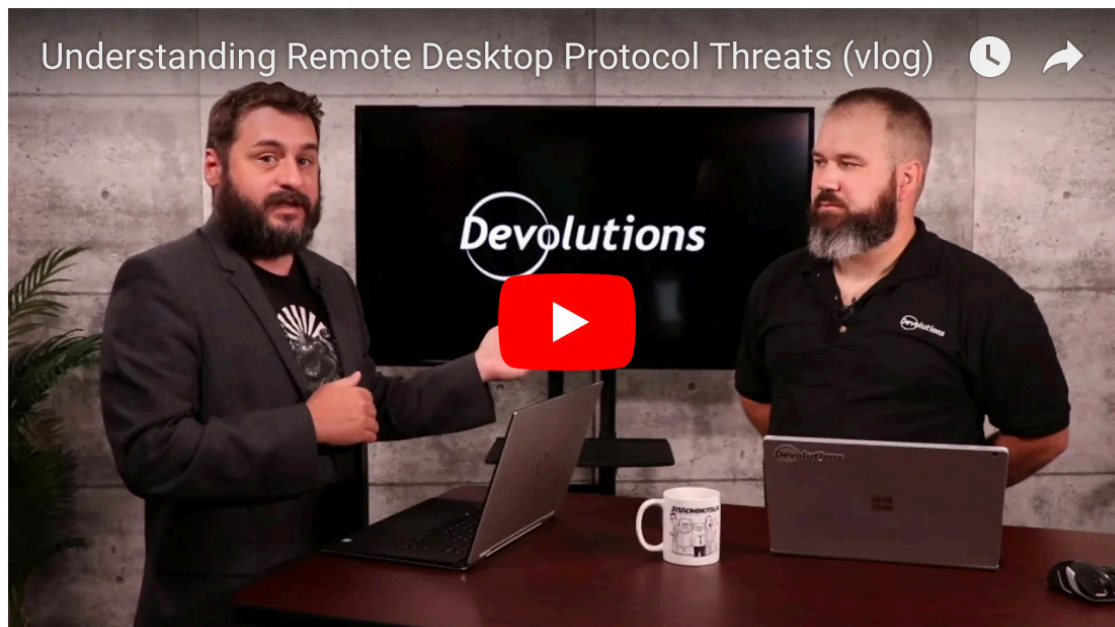 Understanding Remote Desktop Protocol Threats (vlog)
Devolutions
Devolutions
Devolutions